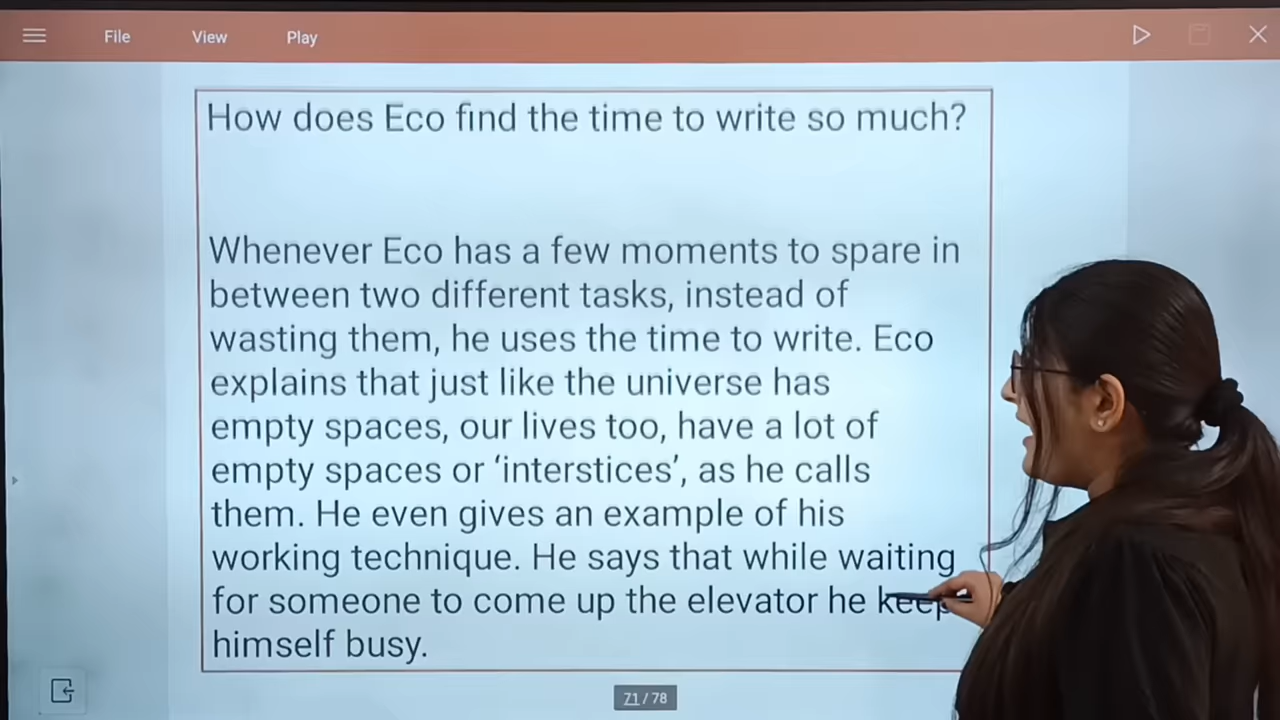 File View Play
How does Eco find the time to write so much?
Whenever Eco has a few moments to spare in
between two different tasks, instead of
wasting them, he uses the time to write. Eco
explains that just like the universe has
empty spaces, our lives too, have a lot of
empty spaces or ‘interstices’, as he calls
them. He even gives an example of his
working technique. He says that while waiting
for someone to come up the elevator he keep
himself busy.
71 / 78